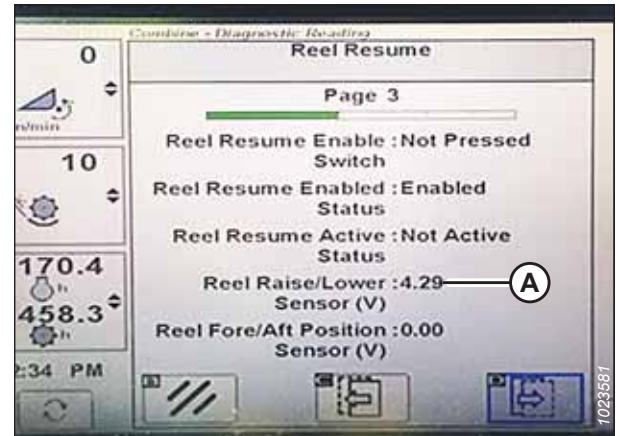 Combine - Diagnostic Reading
Reel Resume
Page 3
Reel Resume Enable :Not Pressed
Switch
Reel Resume Enabled :Enabled
Status
Reel Resume Active :Not Active
Status
Reel Raise/Lower :4.29
Sensor (V)
A
Reel Fore/Aft Position :0.00
Sensor (V)
0
10
170.4
h
458.3
h
:34 PM
1023581